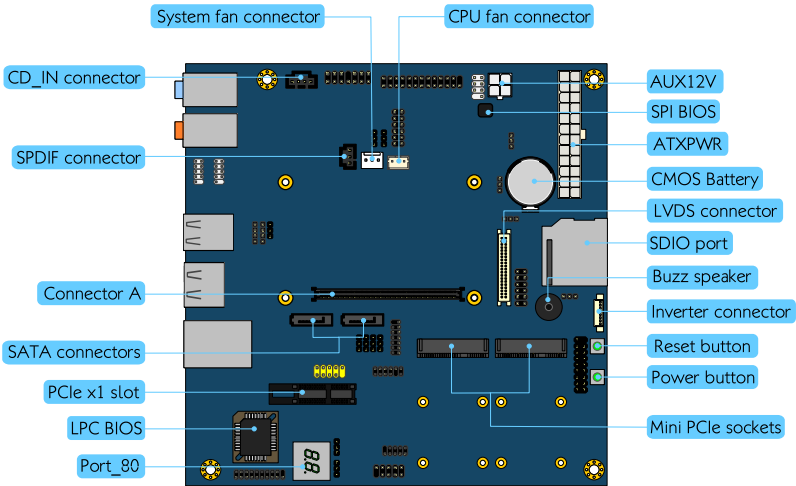 System fan connector
CPU fan connector
CD_IN connector
AUX12V
SPI BIOS
ATXPWR
SPDIF connector
CMOS Battery
LVDS connector
SDIO port
Buzz speaker
Connector A
Inverter connector
SATA connectors
Reset button
Power button
PCIe x1 slot
LPC BIOS
Mini PCIe sockets
Port_80
88